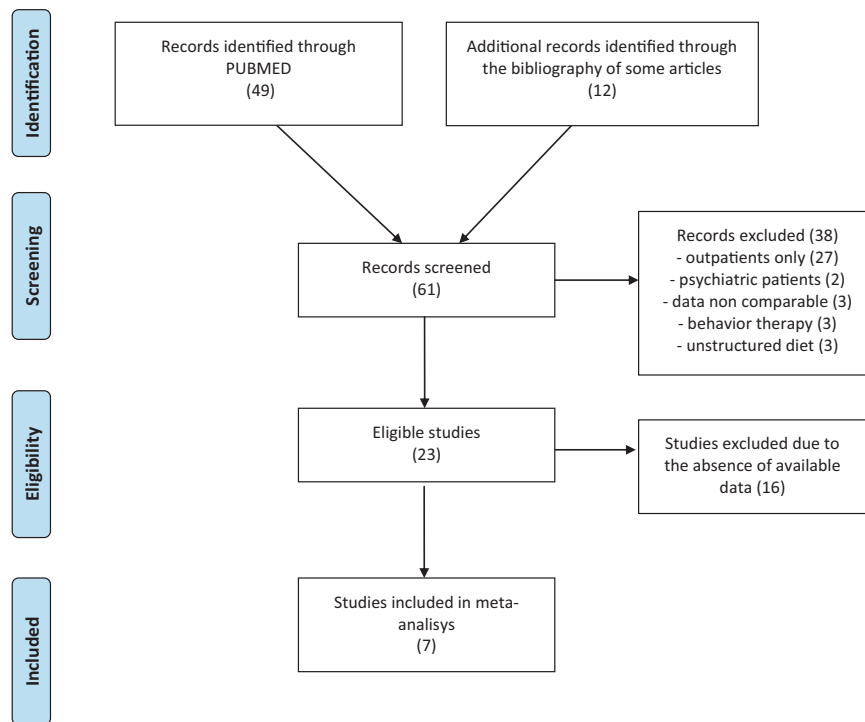 Identification
Records identified through
PUBMED
(49)
Additional records identified through
the bibliography of some articles
(12)
Screening
Records screened
(61)
Records excluded (38)
- outpatients only (27)
- psychiatric patients (2)
- data non comparable (3)
- behavior therapy (3)
- unstructured diet (3)
Eligibility
Eligible studies
(23)
Studies excluded due to
the absence of available
data (16)
Included
Studies included in meta-
analisys
(7)